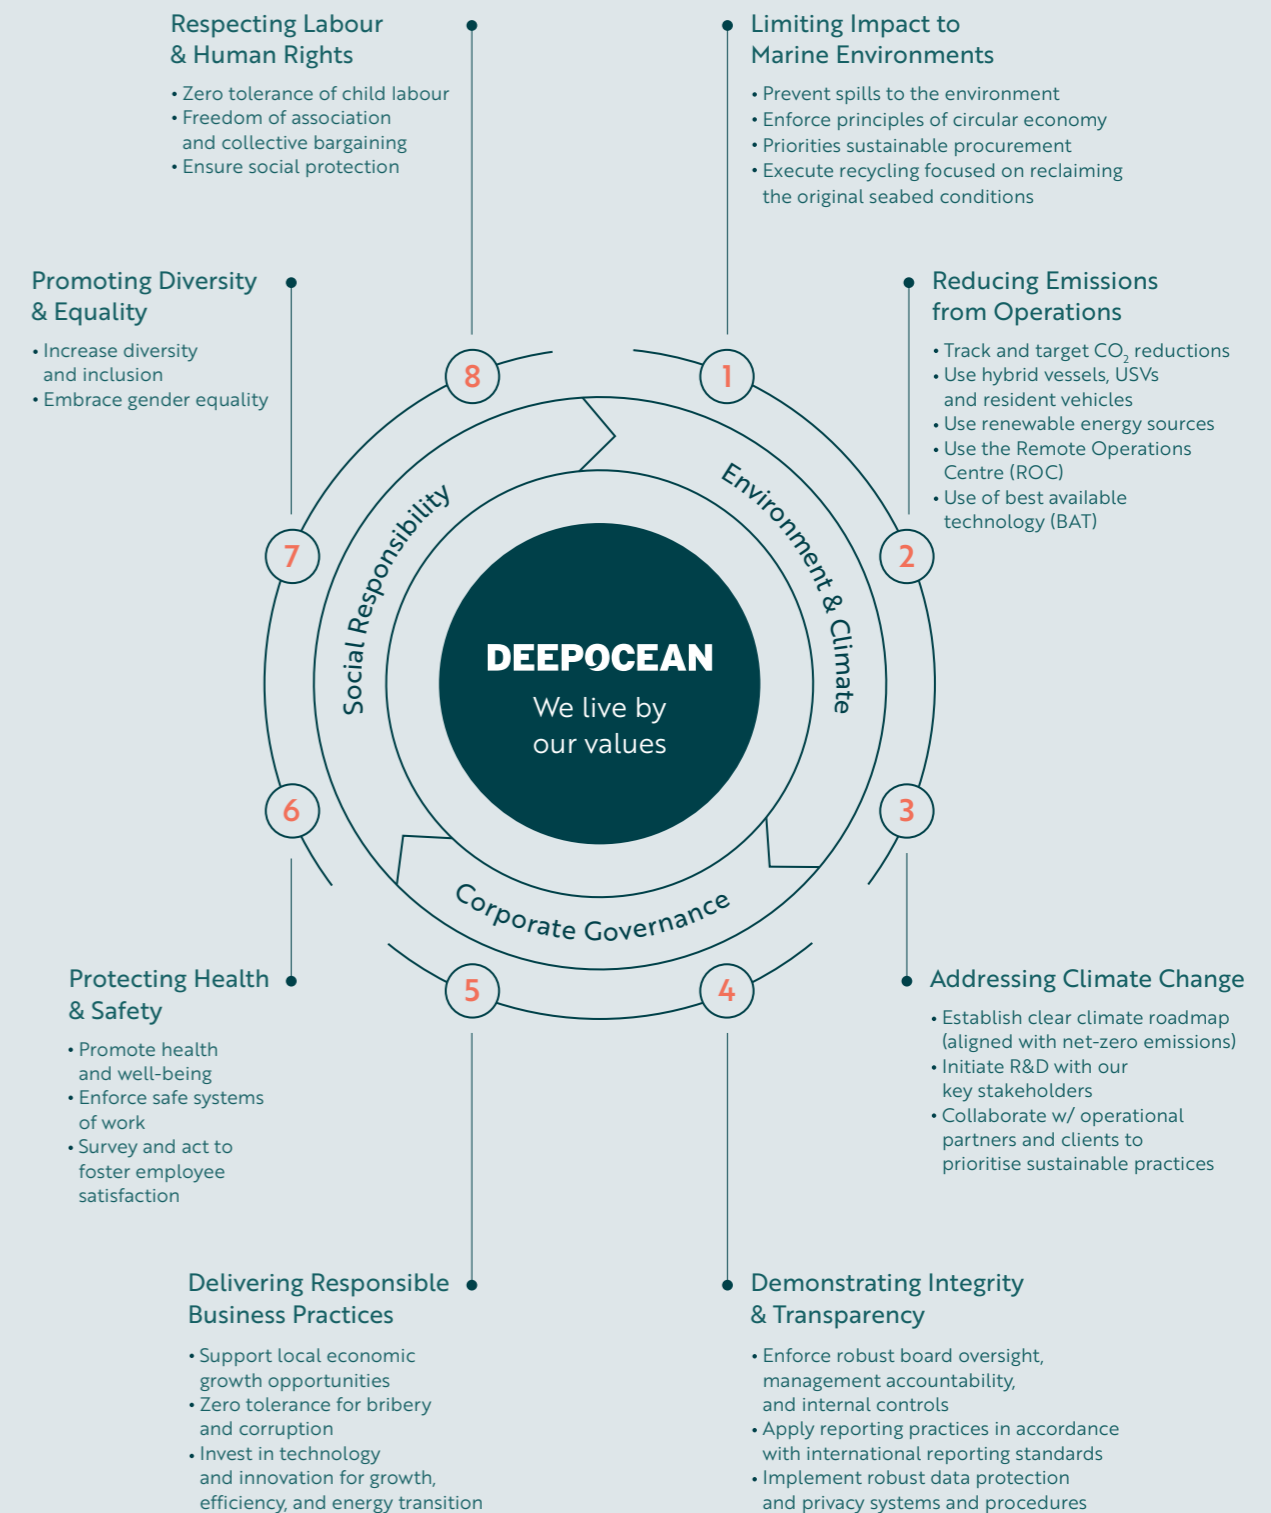 Respecting Labour
& Human Rights
• Zero tolerance of child labour
• Freedom of association
and collective bargaining
• Ensure social protection
Limiting Impact to
Marine Environments
• Prevent spills to the environment
• Enforce principles of circular economy
• Priorities sustainable procurement
• Execute recycling focused on reclaiming
the original seabed conditions
Promoting Diversity
& Equality
• Increase diversity
and inclusion
• Embrace gender equality
Reducing Emissions
from Operations
• Track and target CO₂ reductions
• Use hybrid vessels, USVs
and resident vehicles
• Use renewable energy sources
• Use the Remote Operations
Centre (ROC)
• Use of best available
technology (BAT)
8
1
7
2
6
3
5
4
Social Responsibility
Environment & Climate
Corporate Governance
DEEPOCEAN
We live by
our values
Protecting Health
& Safety
• Promote health
and well-being
• Enforce safe systems
of work
• Survey and act to
foster employee
satisfaction
Addressing Climate Change
• Establish clear climate roadmap
(aligned with net-zero emissions)
• Initiate R&D with our
key stakeholders
• Collaborate w/ operational
partners and clients to
prioritise sustainable practices
Delivering Responsible
Business Practices
• Support local economic
growth opportunities
• Zero tolerance for bribery
and corruption
• Invest in technology
and innovation for growth,
efficiency, and energy transition
Demonstrating Integrity
& Transparency
• Enforce robust board oversight,
management accountability,
and internal controls
• Apply reporting practices in accordance
with international reporting standards
• Implement robust data protection
and privacy systems and procedures